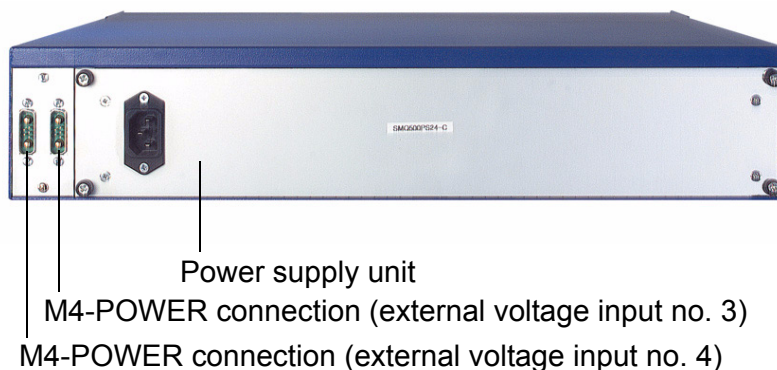 SMQ500PS24-C
Power supply unit
M4-POWER connection (external voltage input no. 3)
M4-POWER connection (external voltage input no. 4)